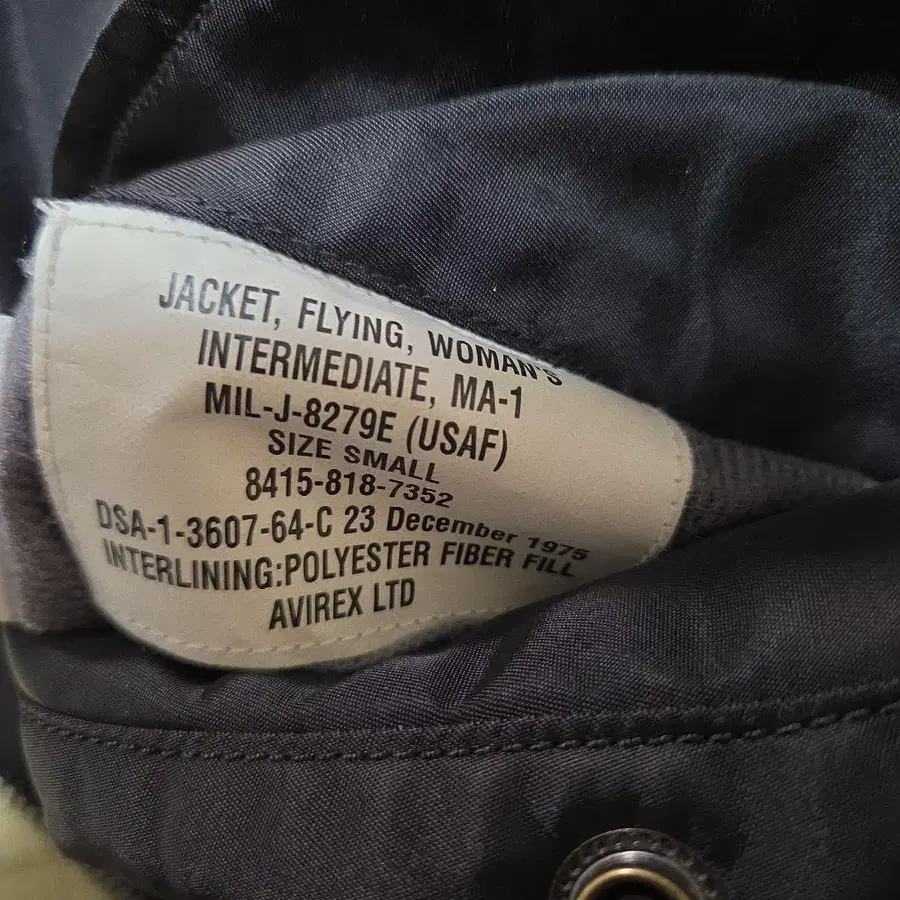 JACKET, FLYING, WOMAN'S
INTERMEDIATE, MA-1
MIL-J-8279E (USAF)
SIZE SMALL
8415-818-7352
DSA-1-3607-64-C 23 December 1975
INTERLINING:POLYESTER FIBER FILL
AVIREX LTD